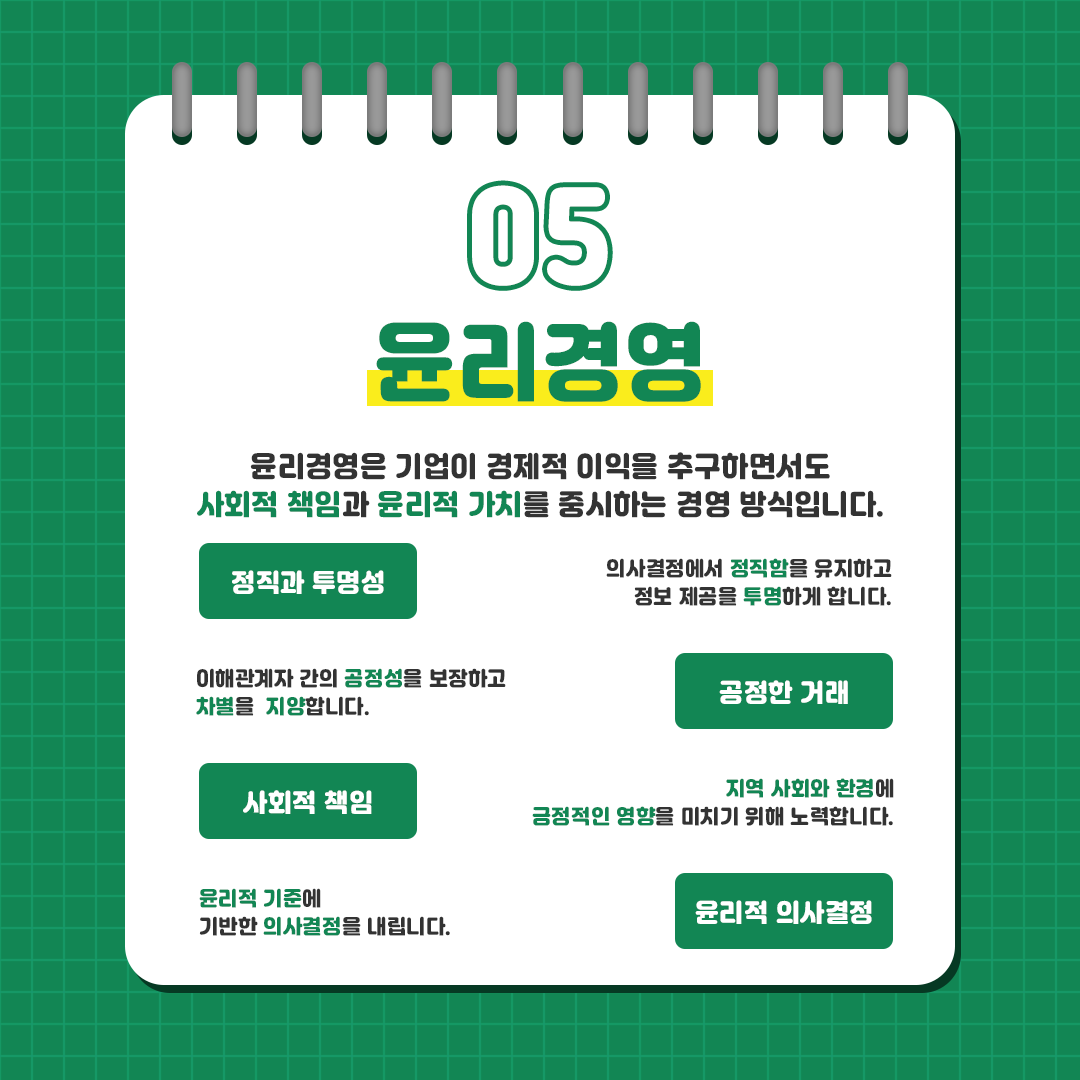 05
윤리경영
윤리경영은 기업이 경제적 이익을 추구하면서도
사회적 책임과 윤리적 가치를 중시하는 경영 방식입니다.
정직과 투명성
의사결정에서 정직함을 유지하고
정보 제공을 투명하게 합니다.
이해관계자 간의 공정성을 보장하고
차별을 지양합니다.
공정한 거래
사회적 책임
지역 사회와 환경에
긍정적인 영향을 미치기 위해 노력합니다.
윤리적 기준에
기반한 의사결정을 내립니다.
윤리적 의사결정